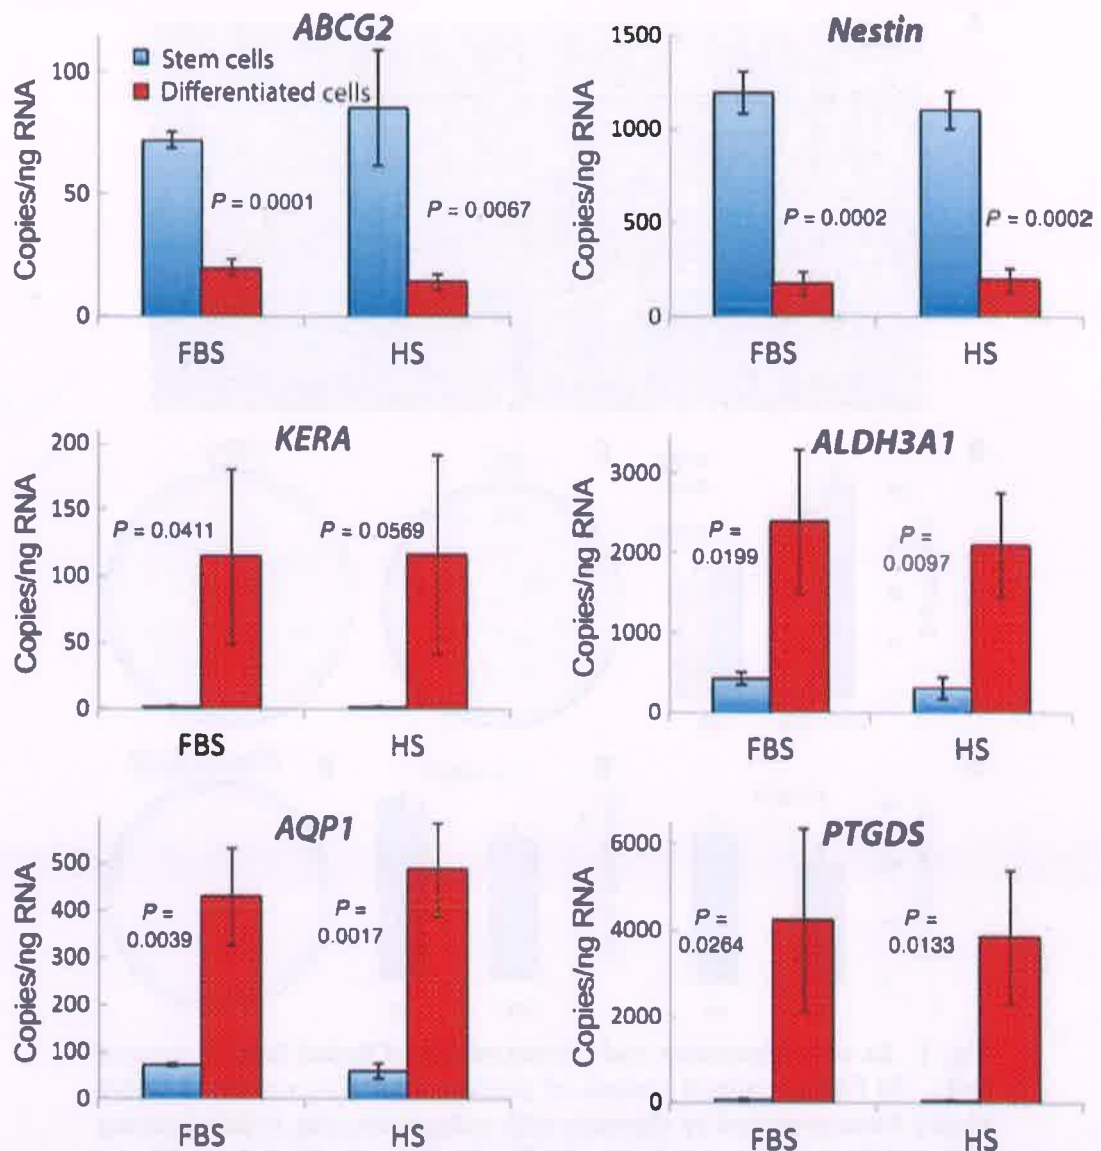 ABCG2
Copies/ng RNA
100
50
0
Stem cells
Differentiated cells
P = 0.0001
P = 0.0067
FBS
HS
Nestin
Copies/ng RNA
1500
1000
500
0
P = 0.0002
P = 0.0002
FBS
HS
KERA
Copies/ng RNA
200
150
100
50
0
P = 0.0411
P = 0.0569
FBS
HS
ALDH3A1
Copies/ng RNA
3000
2000
1000
0
P =
0.0199
P =
0.0097
FBS
HS
AQP1
Copies/ng RNA
500
400
300
200
100
0
P =
0.0039
P =
0.0017
FBS
HS
PTGDS
Copies/ng RNA
6000
4000
2000
0
P =
0.0264
P =
0.0133
FBS
HS